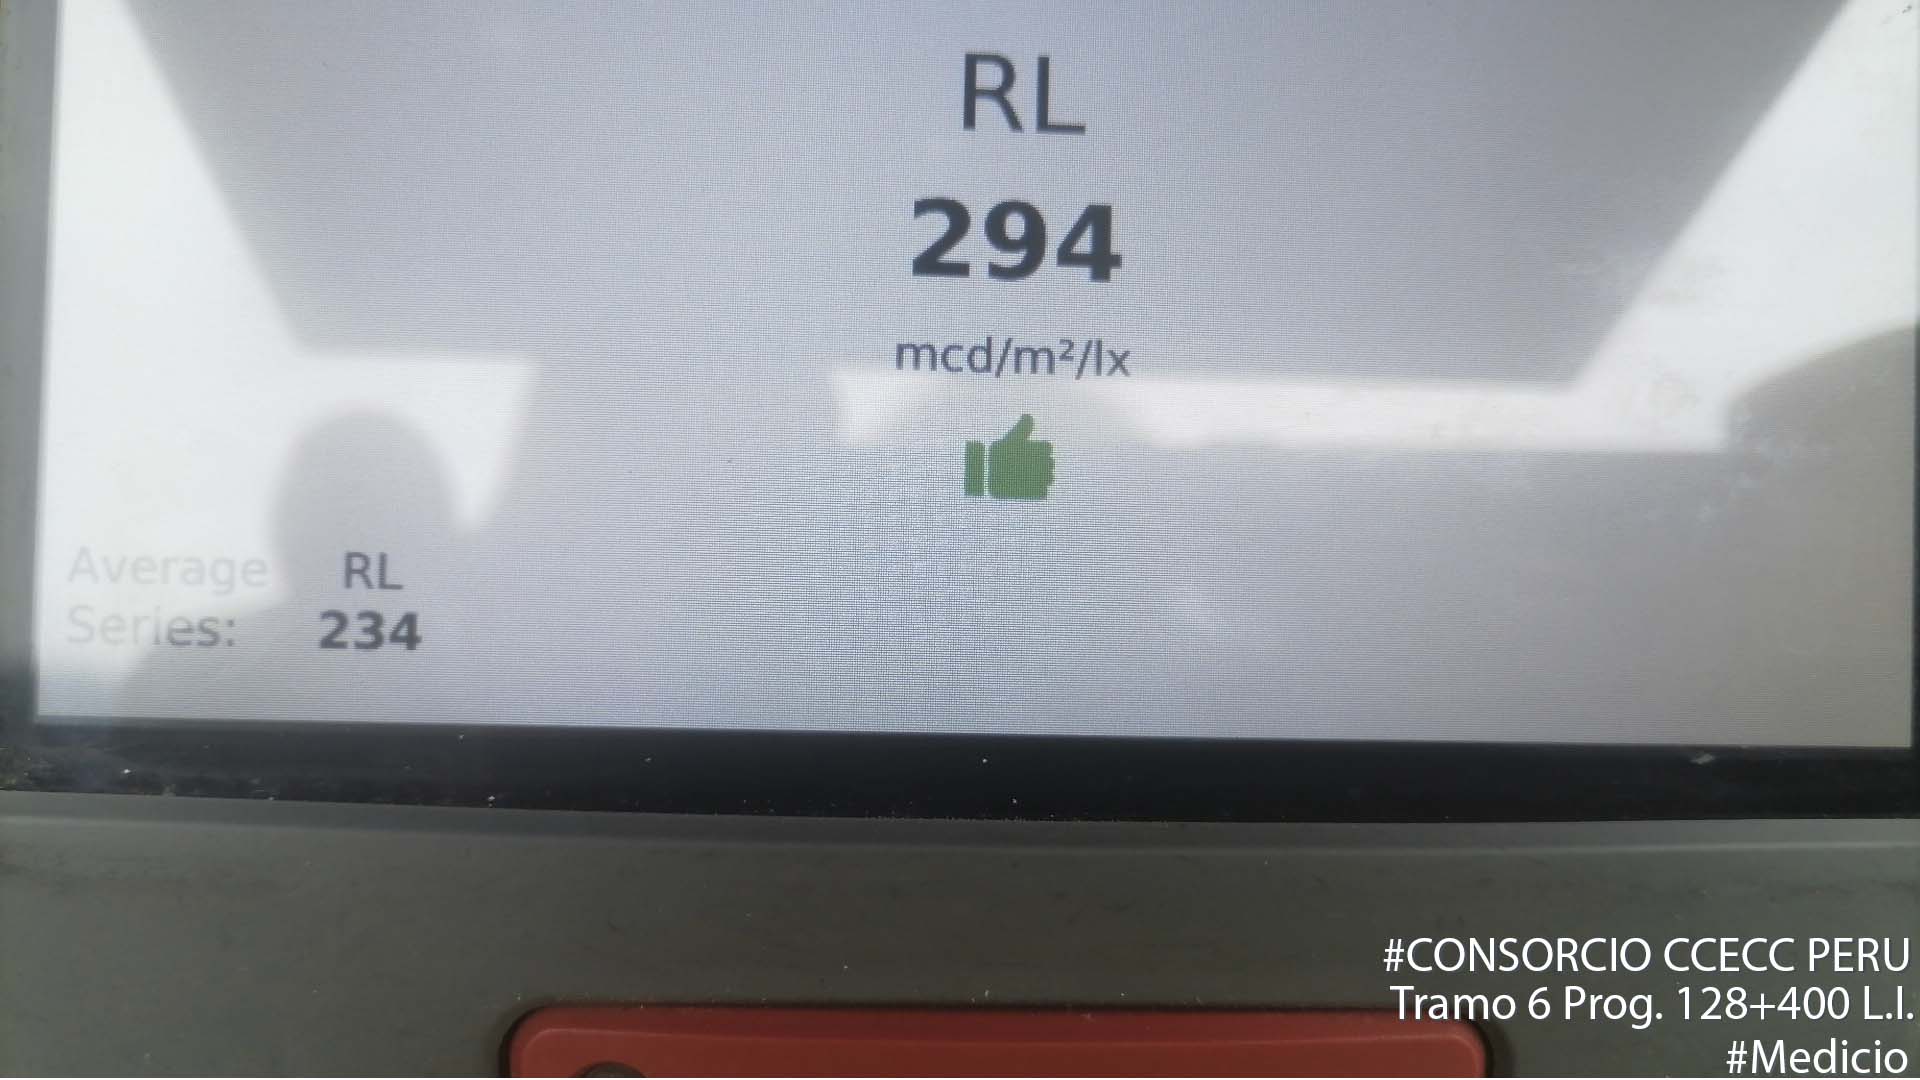 RL
294
mcd/m²/lx
Average RL
Series: 234
#CONSORCIO CCECC PERU
Tramo 6 Prog. 128+400 L.I.
#Medicio